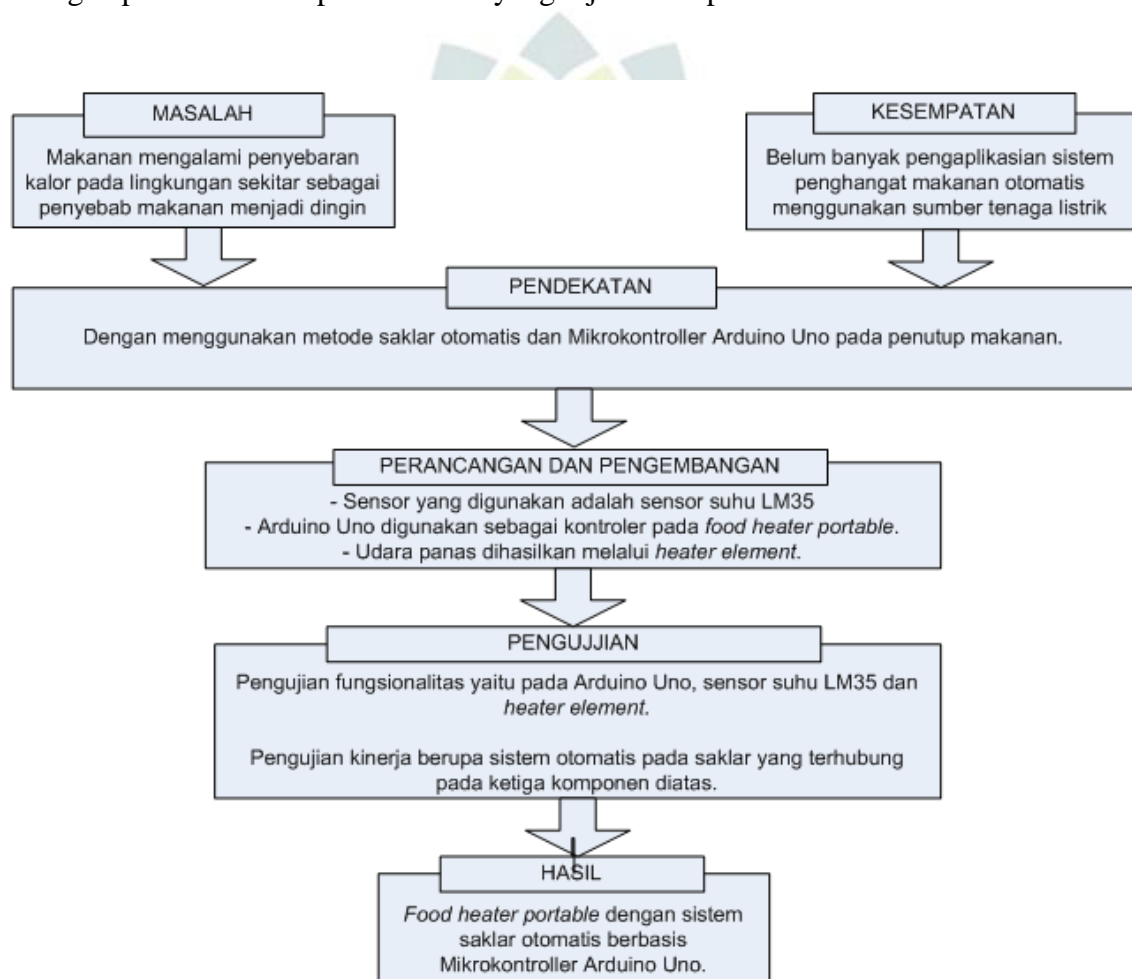 MASALAH
Makanan mengalami penyebaran
kalor pada lingkungan sekitar sebagai
penyebab makanan menjadi dingin
KESEMPATAN
Belum banyak pengaplikasian sistem
penghangat makanan otomatis
menggunakan sumber tenaga listrik
PENDEKATAN
Dengan menggunakan metode saklar otomatis dan Mikrokontroller Arduino Uno pada penutup makanan.
PERANCANGAN DAN PENGEMBANGAN
- Sensor yang digunakan adalah sensor suhu LM35
- Arduino Uno digunakan sebagai kontroler pada food heater portable.
- Udara panas dihasilkan melalui heater element.
PENGUJJIAN
Pengujian fungsionalitas yaitu pada Arduino Uno, sensor suhu LM35 dan
heater element.
Pengujian kinerja berupa sistem otomatis pada saklar yang terhubung
pada ketiga komponen diatas.
HASIL
Food heater portable dengan sistem
saklar otomatis berbasis
Mikrokontroller Arduino Uno.